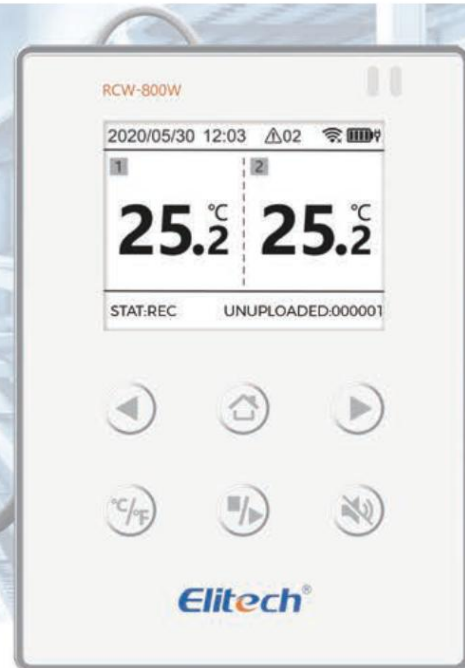 RCW-800W
2020/05/30 12:03 ⚠02
1 2
25.2°C 25.2°C
STAT:REC UNUPLOADED:000001
°C/°F
Elitech®